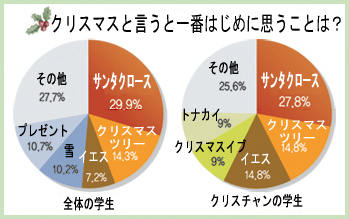 クリスマスと言うと一番はじめに思うことは？
その他
27,7%
サンタクロース
29,9%
プレゼント
10,7%
雪
10,2%
イエス
7,2%
クリスマス
ツリー
14,3%
全体の学生
その他
25,6%
サンタクロース
27,8%
トナカイ
9%
クリスマスイブ
9%
イエス
14,8%
クリスマス
ツリー
14,8%
クリスチャンの学生